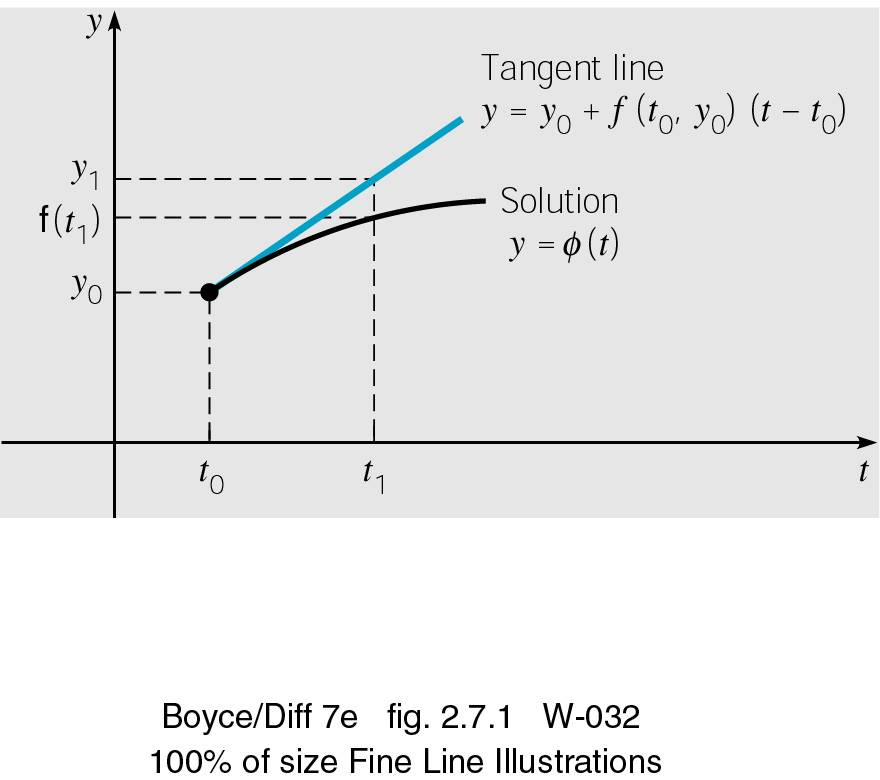 y
Tangent line
y = y₀ + f (t₀, y₀) (t − t₀)
y₁
f(t₁)
Solution
y = ϕ(t)
y₀
t₀
t₁
t
Boyce/Diff 7e fig. 2.7.1 W-032
100% of size Fine Line Illustrations